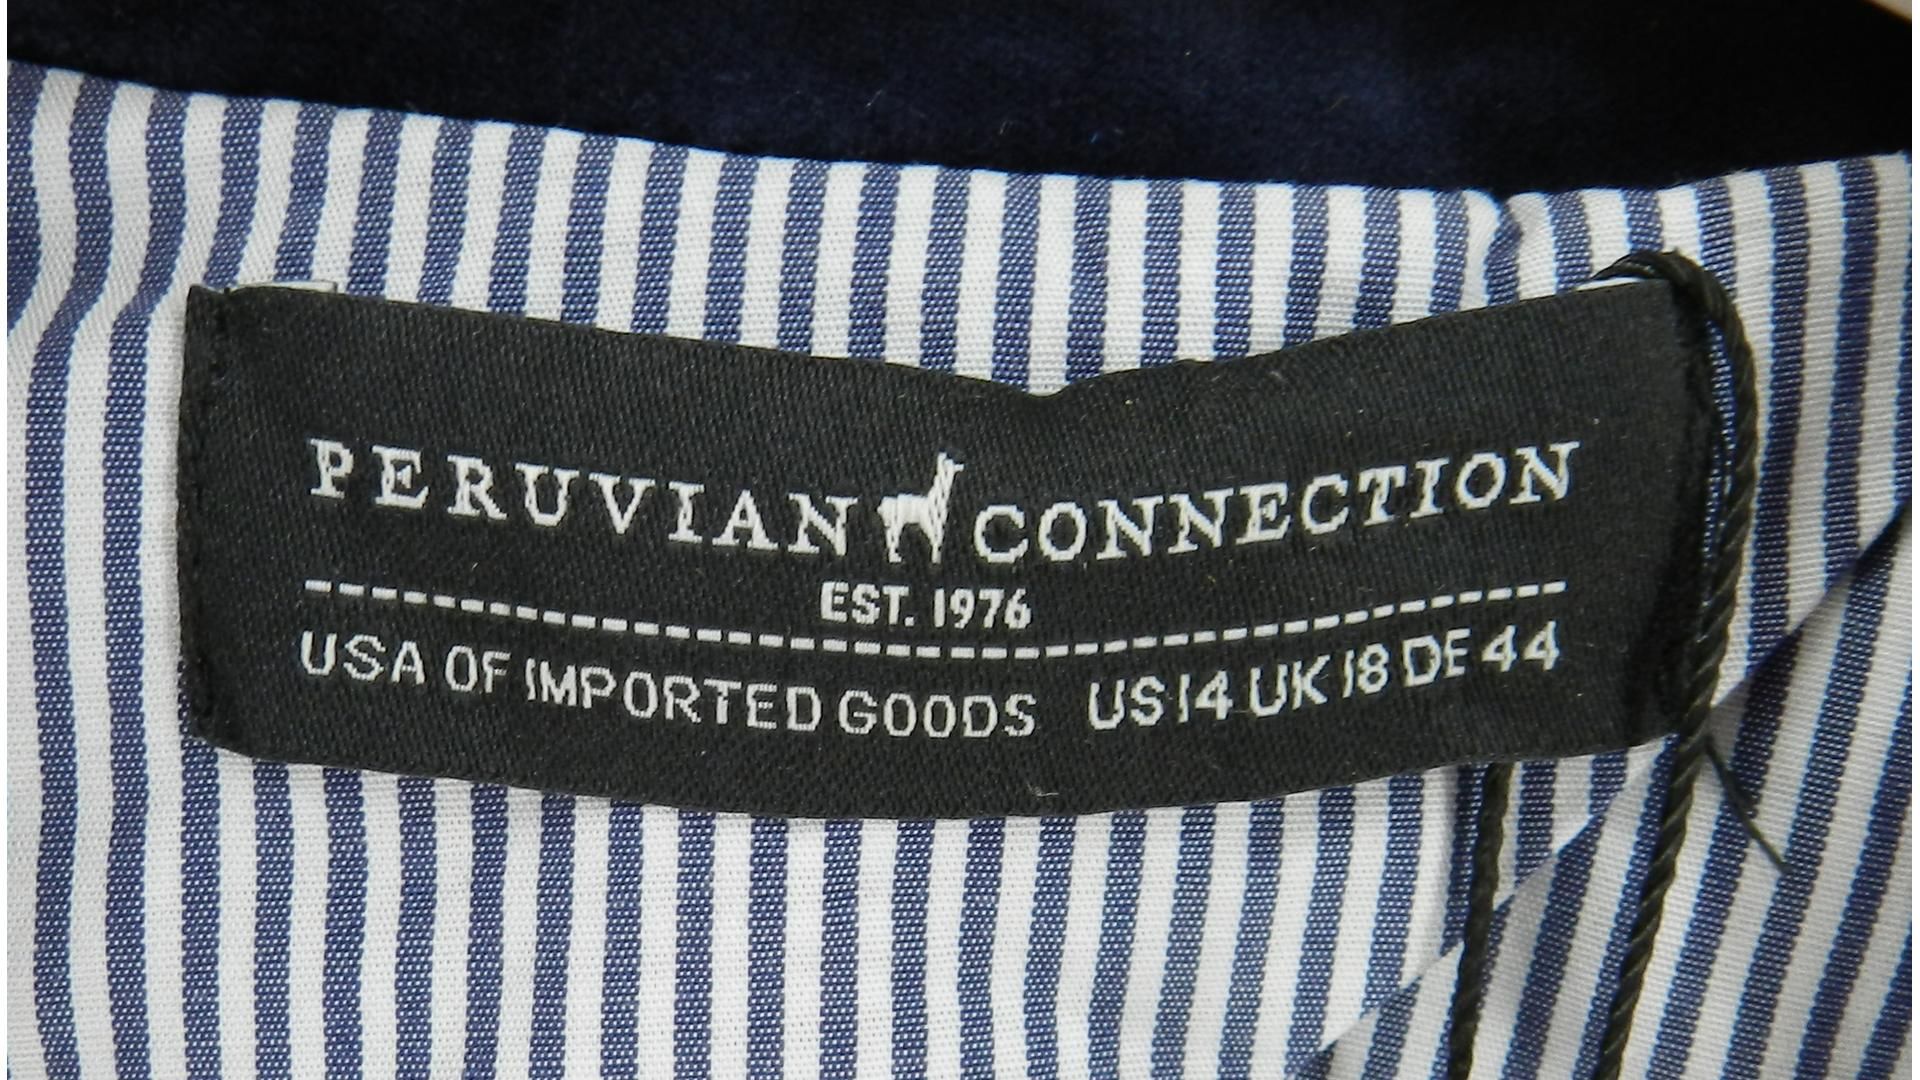 PERUVIAN CONNECTION
EST. 1976
USA OF IMPORTED GOODS US 14 UK 18 DE 44